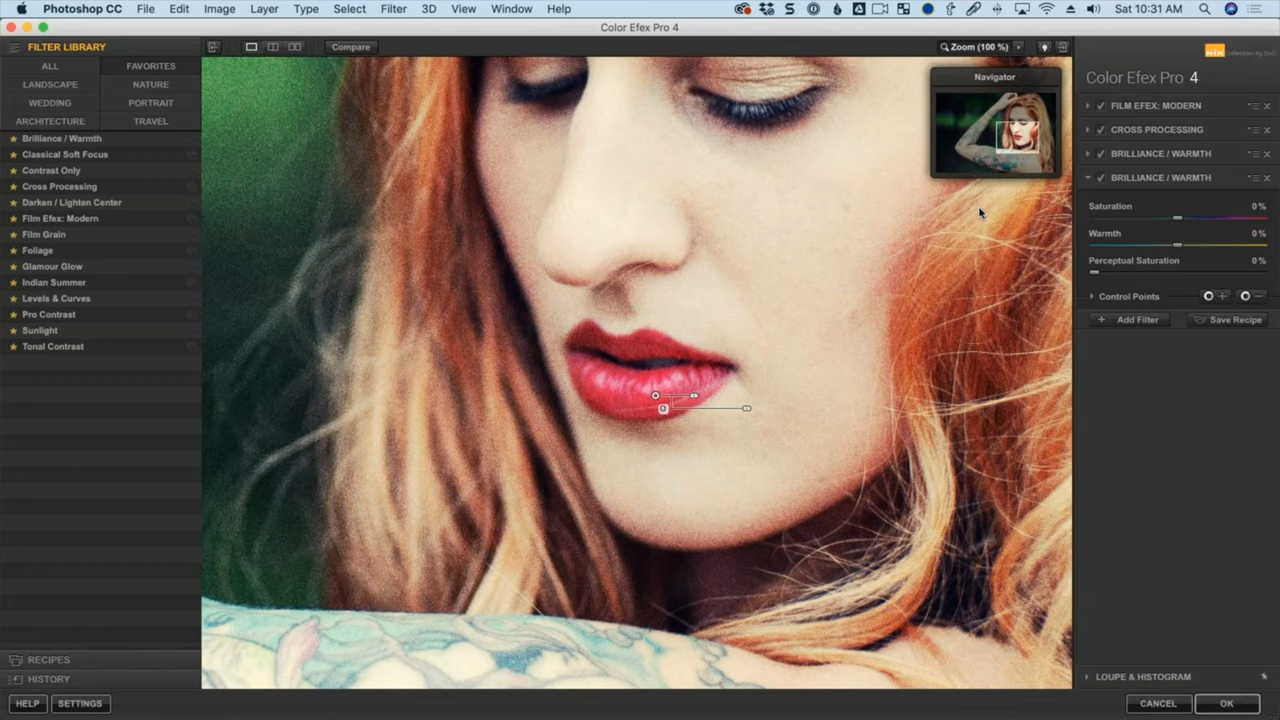 Photoshop CC File Edit Image Layer Type Select Filter 3D View Window Help Sat 10:31 AM
Color Efex Pro 4
FILTER LIBRARY
Compare
Zoom (100 %)
ALL FAVORITES
LANDSCAPE NATURE
WEDDING PORTRAIT
ARCHITECTURE TRAVEL
Brilliance / Warmth
Classical Soft Focus
Contrast Only
Cross Processing
Darken / Lighten Center
Film Efex: Modern
Film Grain
Foliage
Glamour Glow
Indian Summer
Levels & Curves
Pro Contrast
Sunlight
Tonal Contrast
RECIPES
HISTORY
HELP SETTINGS
Navigator
Color Efex Pro 4
FILM EFEX: MODERN
CROSS PROCESSING
BRILLIANCE / WARMTH
BRILLIANCE / WARMTH
Saturation 0 %
Warmth 0 %
Perceptual Saturation 0 %
Control Points
Add Filter Save Recipe
LOUPE & HISTOGRAM
CANCEL OK